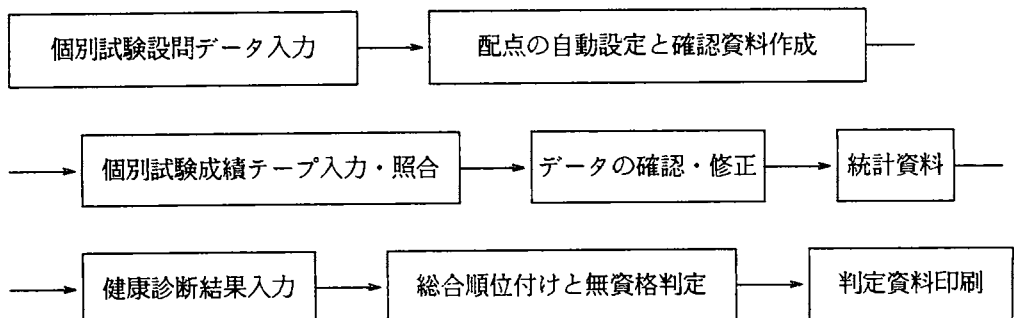 個別試験設問データ入力
配点の自動設定と確認資料作成
個別試験成績テープ入力・照合
データの確認・修正
統計資料
健康診断結果入力
総合順位付けと無資格判定
判定資料印刷